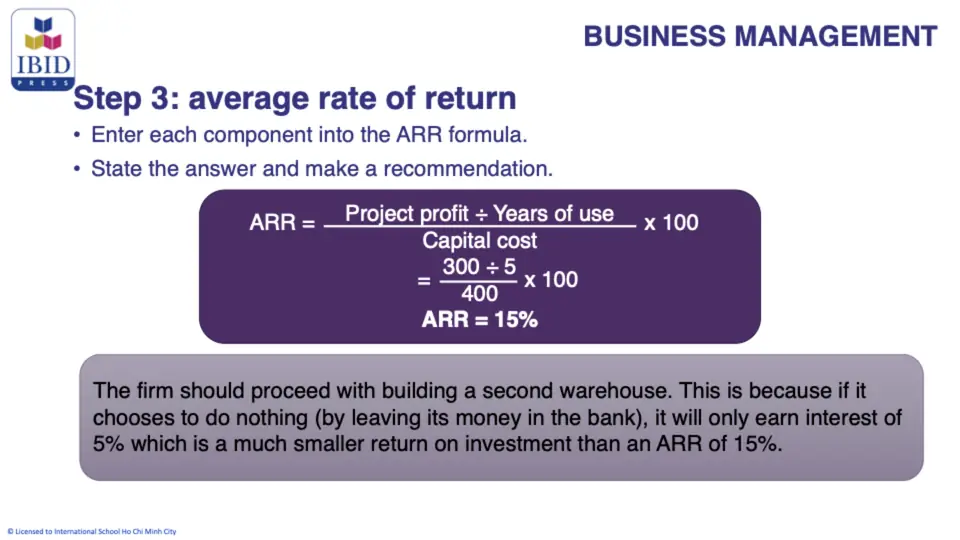 IBID
PRESS
BUSINESS MANAGEMENT
Step 3: average rate of return
• Enter each component into the ARR formula.
• State the answer and make a recommendation.
ARR = Project profit ÷ Years of use x 100
Capital cost
= 300 ÷ 5 x 100
400
ARR = 15%
The firm should proceed with building a second warehouse. This is because if it
chooses to do nothing (by leaving its money in the bank), it will only earn interest of
5% which is a much smaller return on investment than an ARR of 15%.
© Licensed to International School Ho Chi Minh City